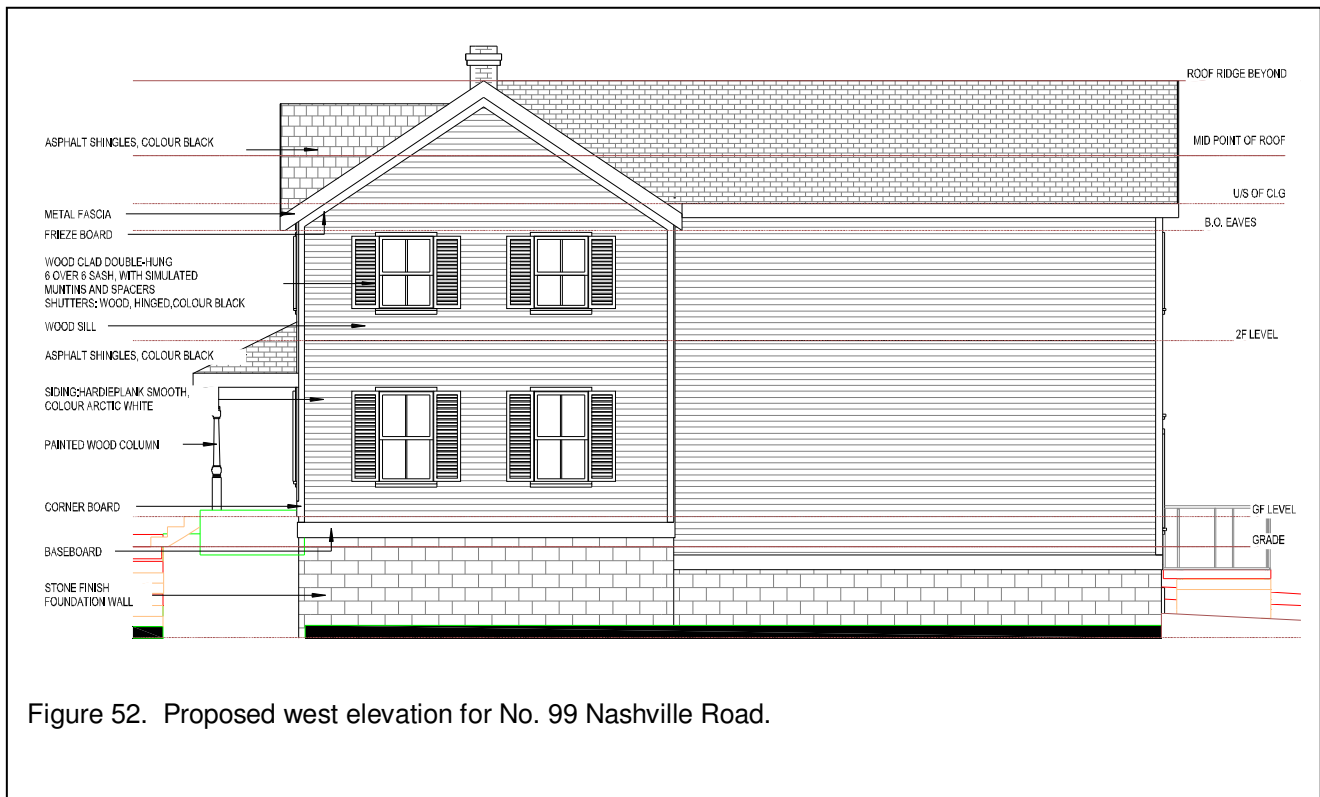 ROOF RIDGE BEYOND
ASPHALT SHINGLES, COLOUR BLACK
MID POINT OF ROOF
U/S OF CLG
METAL FASCIA
B.O. EAVES
FRIEZE BOARD
WOOD CLAD DOUBLE-HUNG
6 OVER 6 SASH, WITH SIMULATED
MUNTINS AND SPACERS
SHUTTERS: WOOD, HINGED,COLOUR BLACK
WOOD SILL
2F LEVEL
ASPHALT SHINGLES, COLOUR BLACK
SIDING:HARDIEPLANK SMOOTH,
COLOUR ARCTIC WHITE
PAINTED WOOD COLUMN
CORNER BOARD
GF LEVEL
GRADE
BASEBOARD
STONE FINISH
FOUNDATION WALL
Figure 52. Proposed west elevation for No. 99 Nashville Road.